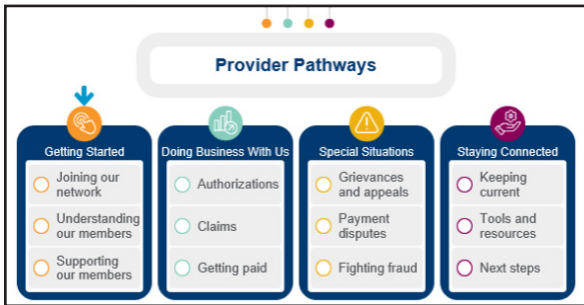 Provider Pathways
Getting Started
Joining our
network
Understanding
our members
Supporting
our members
Doing Business With Us
Authorizations
Claims
Getting paid
Special Situations
Grievances
and appeals
Payment
disputes
Fighting fraud
Staying Connected
Keeping
current
Tools and
resources
Next steps